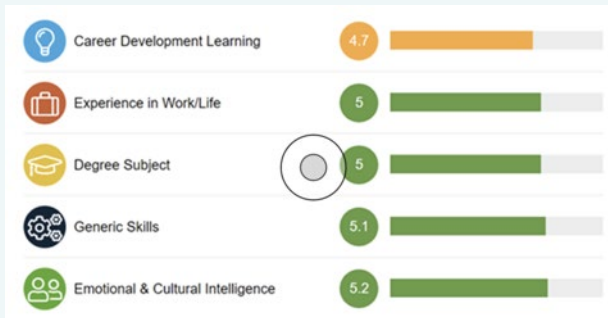 Career Development Learning 4.7
Experience in Work/Life 5
Degree Subject 5
Generic Skills 5.1
Emotional & Cultural Intelligence 5.2